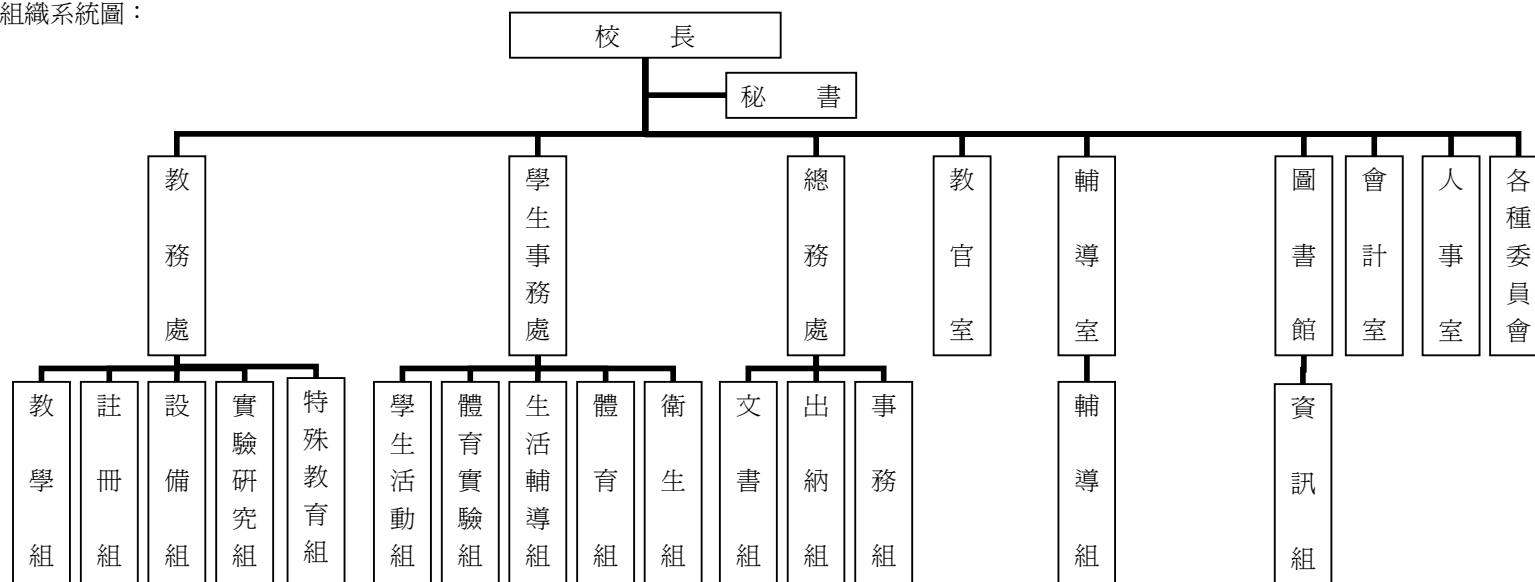 組織系統圖：
校 長
秘 書
教務處
學生事務處
總務處
教官室
輔導室
圖書館
會計室
人事室
各種委員會
教學組
註冊組
設備組
實驗研究組
特殊教育組
學生活動組
體育實驗組
生活輔導組
體育組
衛生組
文書組
出納組
事務組
輔導組
資訊組